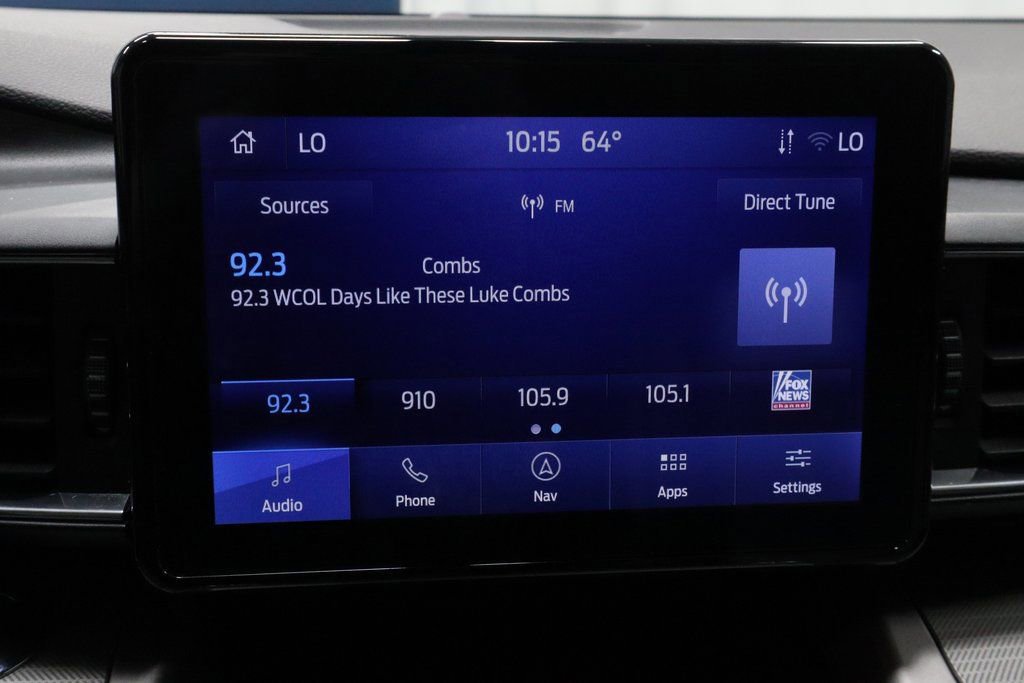 LO 10:15 64° LO
Sources FM Direct Tune
92.3 Combs
92.3 WCOL Days Like These Luke Combs
92.3 910 105.9 105.1 FOX
NEWS
channel
Audio Phone Nav Apps Settings